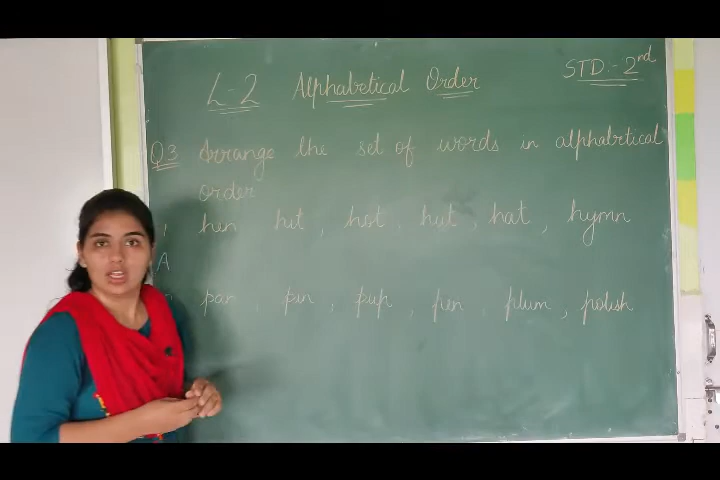 L-2 Alphabetical Order STD.- 2nd
Q3 Arrange the set of words in alphabetical
order
1, hen hit, hot, hut, hat, hymn
A
pan, pin, pup, pen, plum, polish